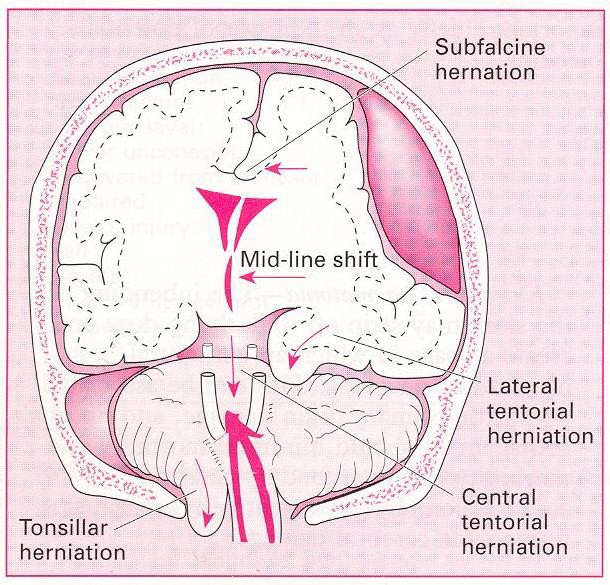 Subfalcine
hernation
Mid-line shift
Lateral
tentorial
herniation
Central
tentorial
herniation
Tonsillar
herniation